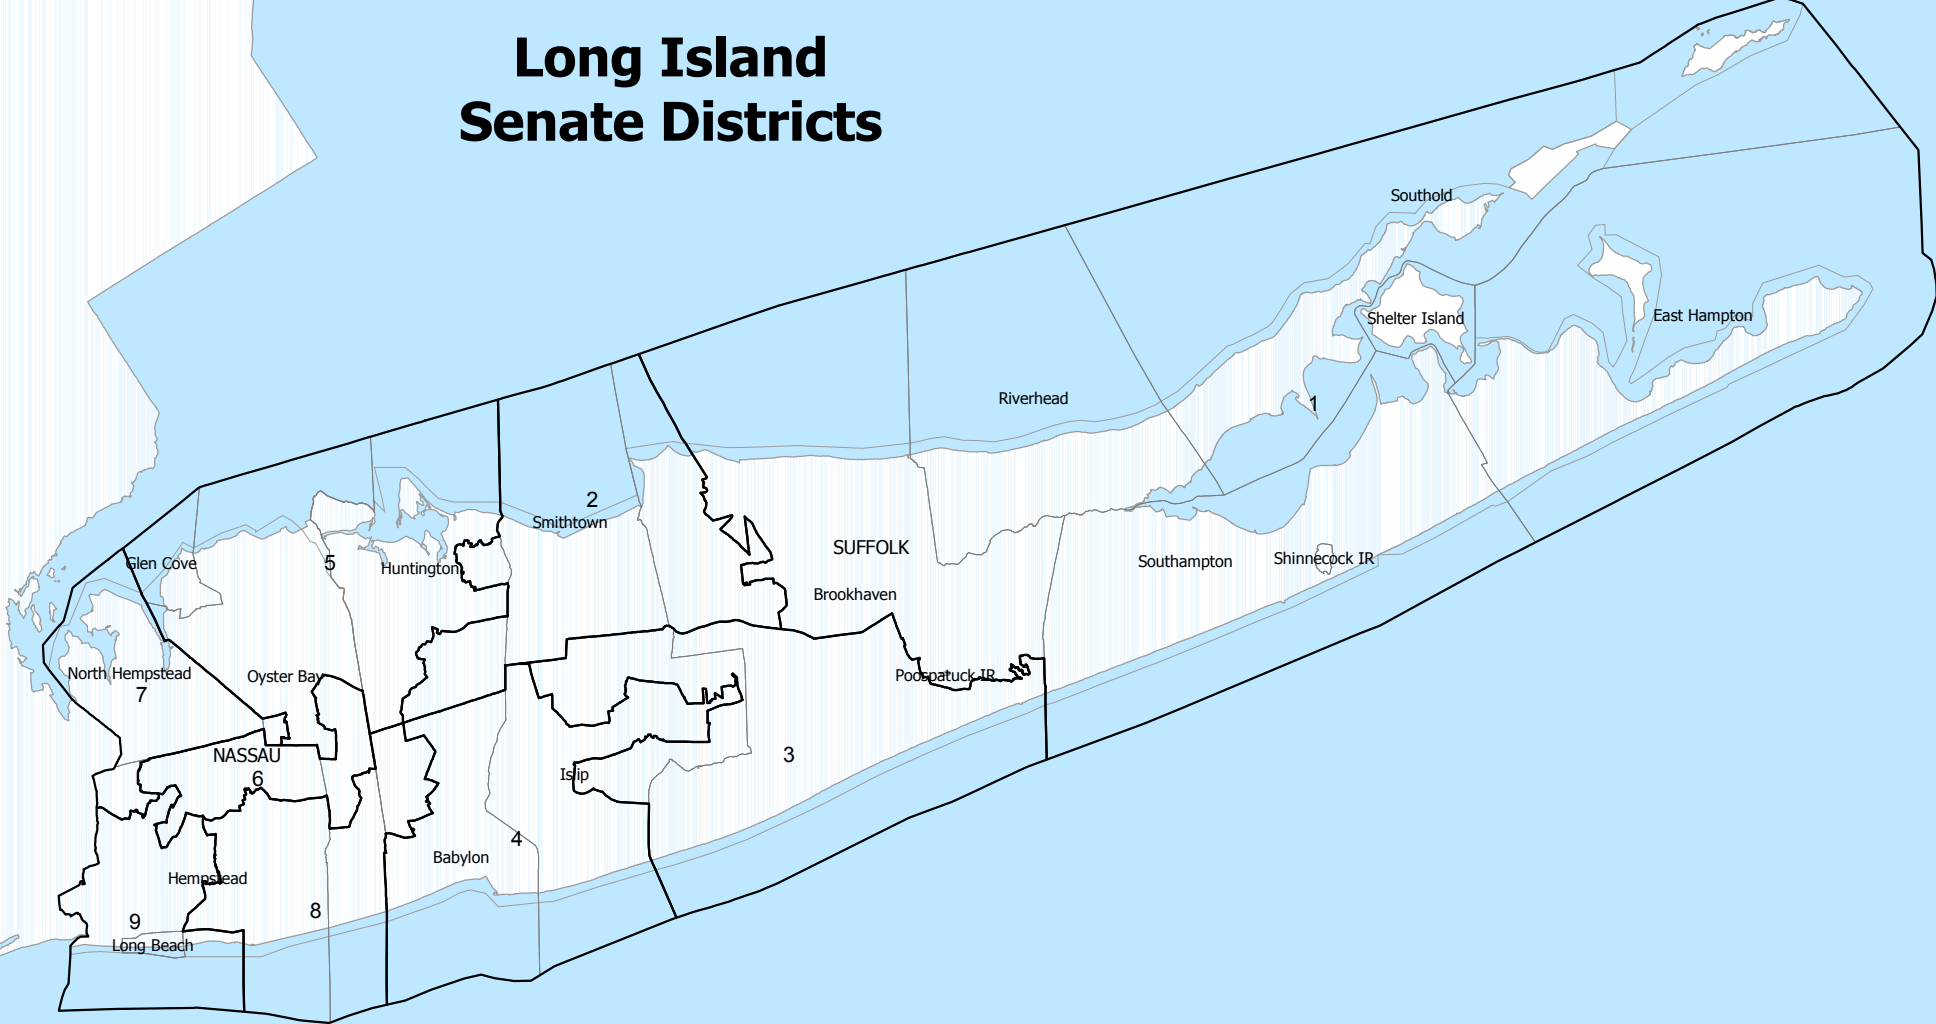 Long Island
Senate Districts
Southold
East Hampton
Shelter Island
Riverhead
1
2
Smithtown
SUFFOLK
Glen Cove
5
Huntington
Southampton
Shinnecock IR
Brookhaven
North Hempstead
7
Oyster Bay
Poospatuck IR
NASSAU
6
Islip
3
4
Babylon
Hempstead
8
9
Long Beach